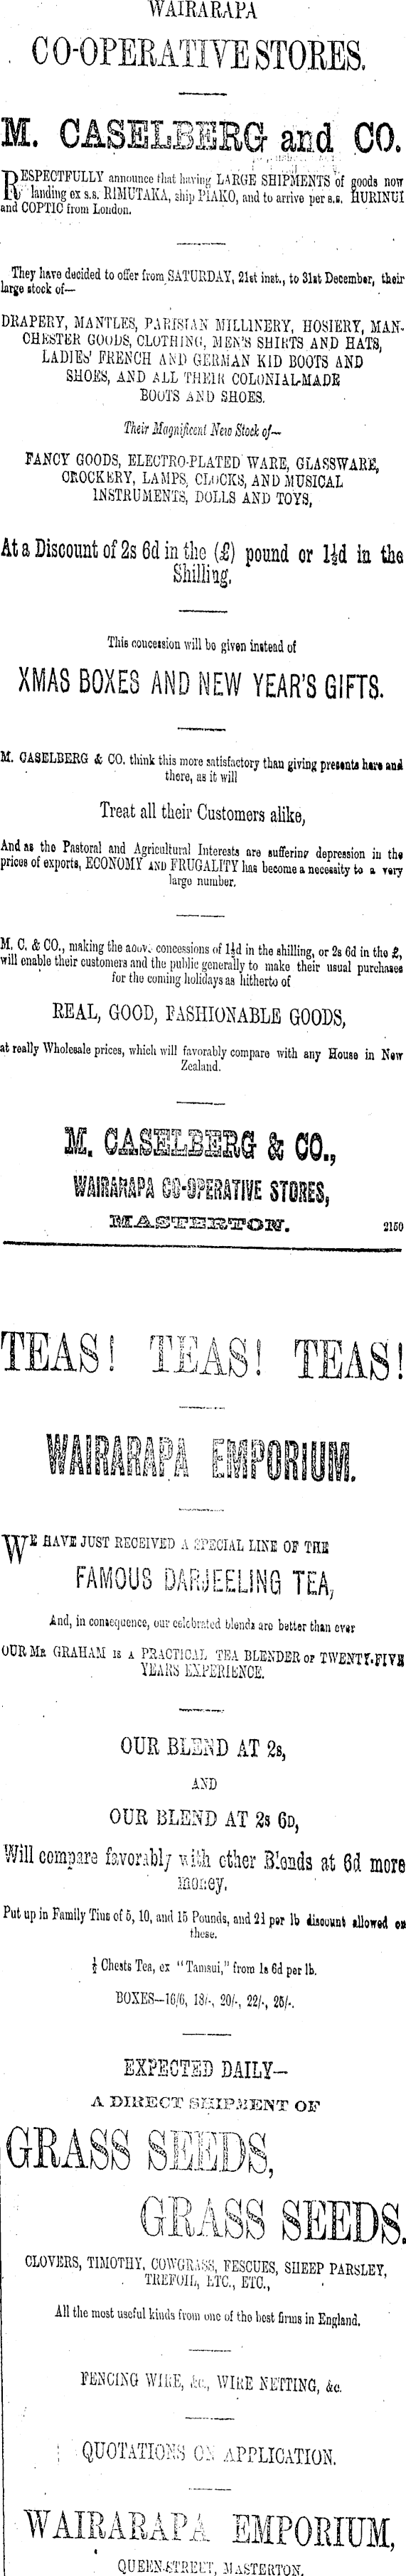 WAIRARAPA
CO-OPERATIVE STORES.
M. CASELBERG and CO.
RESPECTFULLY announce that having LARGE SHIPMENTS of goods now
landing ex s.s. RIMUTAKA, ship PIAKO, and to arrive per s.s. HURUNUI
and COPTIC from London.
They have decided to offer from SATURDAY, 21st inst., to 31st December, their
large stock of—
DRAPERY, MANTLES, PARISIAN MILLINERY, HOSIERY, MAN-
CHESTER GOODS, CLOTHING, MEN'S SHIRTS AND HATS,
LADIES' FRENCH AND GERMAN KID BOOTS AND
SHOES, AND ALL THEIR COLONIAL-MADE
BOOTS AND SHOES.
Their Magnificent New Stock of—
FANCY GOODS, ELECTRO-PLATED WARE, GLASSWARE,
CROCKERY, LAMPS, CLOCKS, AND MUSICAL
INSTRUMENTS, DOLLS AND TOYS,
At a Discount of 2s 6d in the (£) pound or 1½d in the
Shilling.
This concession will be given instead of
XMAS BOXES AND NEW YEAR'S GIFTS.
M. CASELBERG & CO. think this more satisfactory than giving presents here and
there, as it will
Treat all their Customers alike,
And as the Pastoral and Agricultural Interests are suffering depression in the
prices of exports, ECONOMY AND FRUGALITY has become a necessity to a very
large number.
M. C. & CO., making the above concessions of 1½d in the shilling, or 2s 6d in the £,
will enable their customers and the public generally to make their usual purchases
for the coming holidays as hitherto of
REAL, GOOD, FASHIONABLE GOODS,
at really Wholesale prices, which will favorably compare with any House in New
Zealand.
M. CASELBERG & CO.,
WAIRARAPA CO-OPERATIVE STORES,
MASTERTON. 2150
TEAS! TEAS! TEAS!
WAIRARAPA EMPORIUM.
WE HAVE JUST RECEIVED A SPECIAL LINE OF THE
FAMOUS DARJEELING TEA,
And, in consequence, our celebrated blends are better than ever
OUR MR GRAHAM IS A PRACTICAL TEA BLENDER OF TWENTY-FIVE
YEARS EXPERIENCE.
OUR BLEND AT 2s,
AND
OUR BLEND AT 2s 6D,
Will compare favorably with other Blends at 6d more
money.
Put up in Family Tins of 5, 10, and 15 Pounds, and 2d per lb discount allowed on
these.
½ Chests Tea, ex "Tamsui," from 1s 6d per lb.
BOXES—16/6, 18/-, 20/-, 22/-, 25/-.
EXPECTED DAILY—
A DIRECT SHIPMENT OF
GRASS SEEDS,
GRASS SEEDS.
CLOVERS, TIMOTHY, COWGRASS, FESCUES, SHEEP PARSLEY,
TREFOIL, ETC., ETC.,
All the most useful kinds from one of the best firms in England.
FENCING WIRE, &c., WIRE NETTING, &c.
QUOTATIONS ON APPLICATION.
WAIRARAPA EMPORIUM,
QUEEN-STREET, MASTERTON.